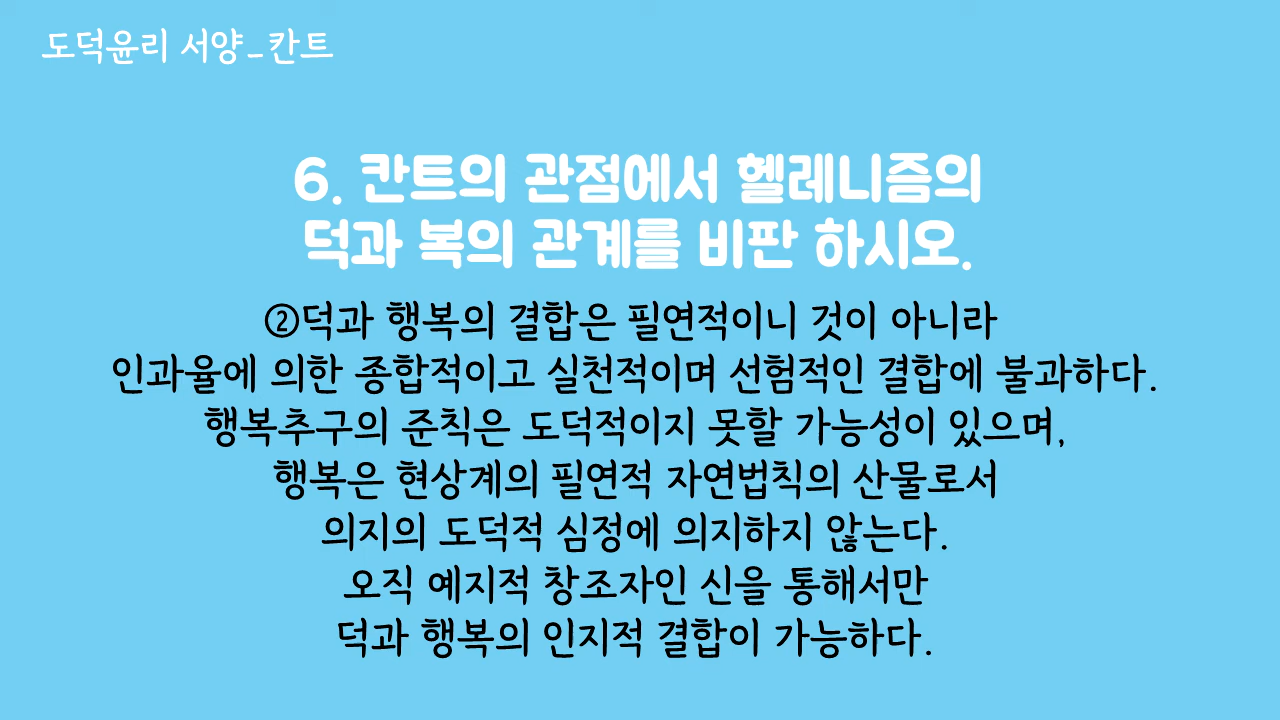 도덕윤리 서양_칸트
6. 칸트의 관점에서 헬레니즘의
덕과 복의 관계를 비판 하시오.
②덕과 행복의 결합은 필연적이니 것이 아니라
인과율에 의한 종합적이고 실천적이며 선험적인 결합에 불과하다.
행복추구의 준칙은 도덕적이지 못할 가능성이 있으며,
행복은 현상계의 필연적 자연법칙의 산물로서
의지의 도덕적 심정에 의지하지 않는다.
오직 예지적 창조자인 신을 통해서만
덕과 행복의 인지적 결합이 가능하다.